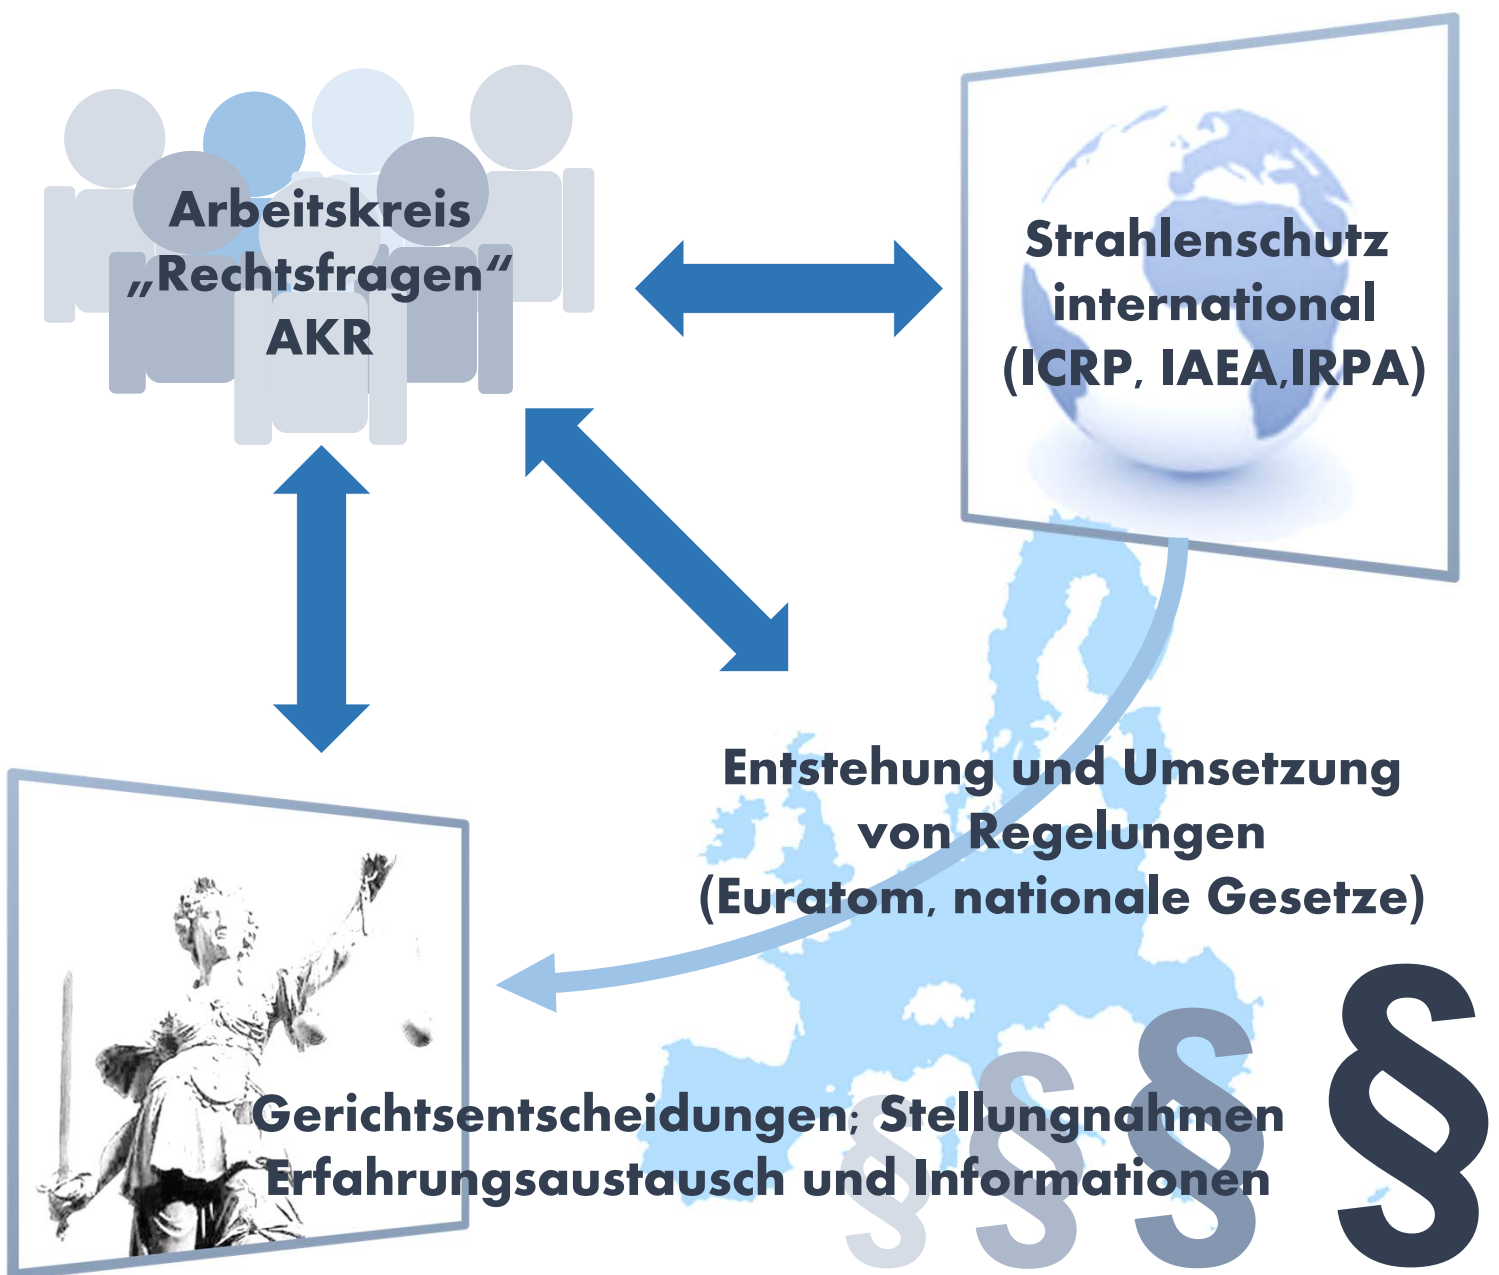 Arbeitskreis
„Rechtsfragen“
AKR
Strahlenschutz
international
(ICRP, IAEA,IRPA)
Entstehung und Umsetzung
von Regelungen
(Euratom, nationale Gesetze)
Gerichtsentscheidungen; Stellungnahmen
Erfahrungsaustausch und Informationen
§ § § §